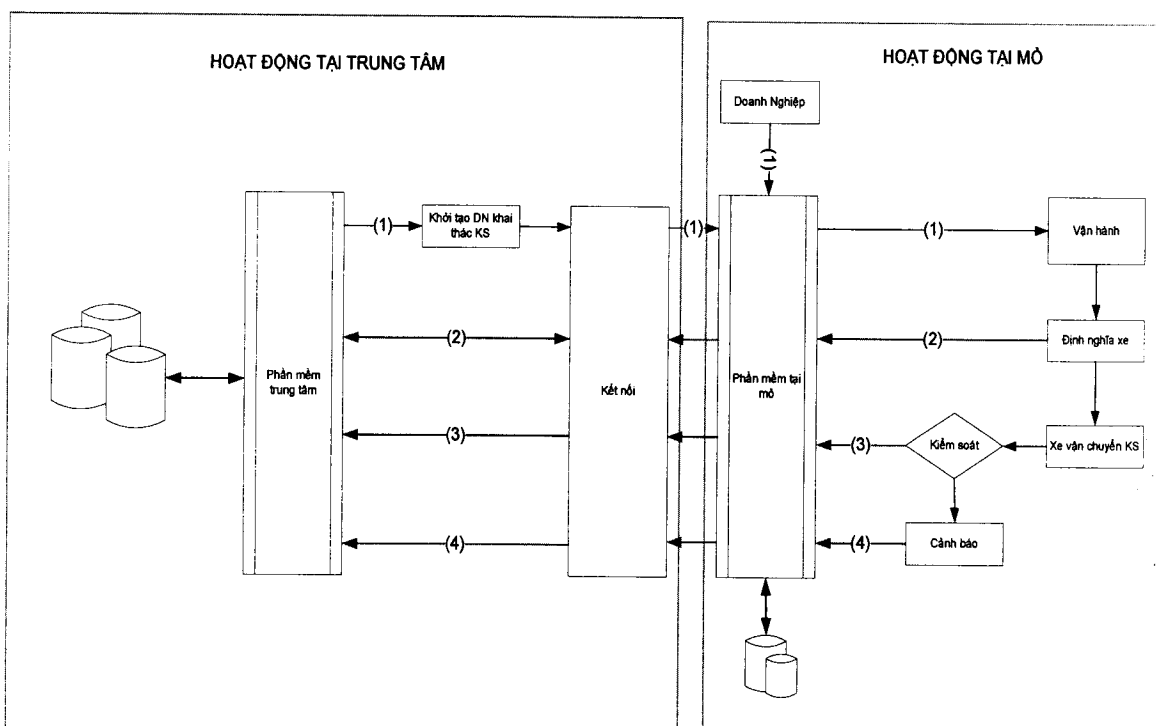 HOẠT ĐỘNG TẠI TRUNG TÂM
HOẠT ĐỘNG TẠI MỎ
Doanh Nghiệp
(1)
(1)
Khởi tạo DN khai
thác KS
(1)
(1)
Vận hành
(2)
(2)
Định nghĩa xe
Phần mềm
trung tâm
Kết nối
Phần mềm tại
mỏ
(3)
(3)
Kiểm soát
Xe vận chuyển KS
(4)
(4)
Cảnh báo